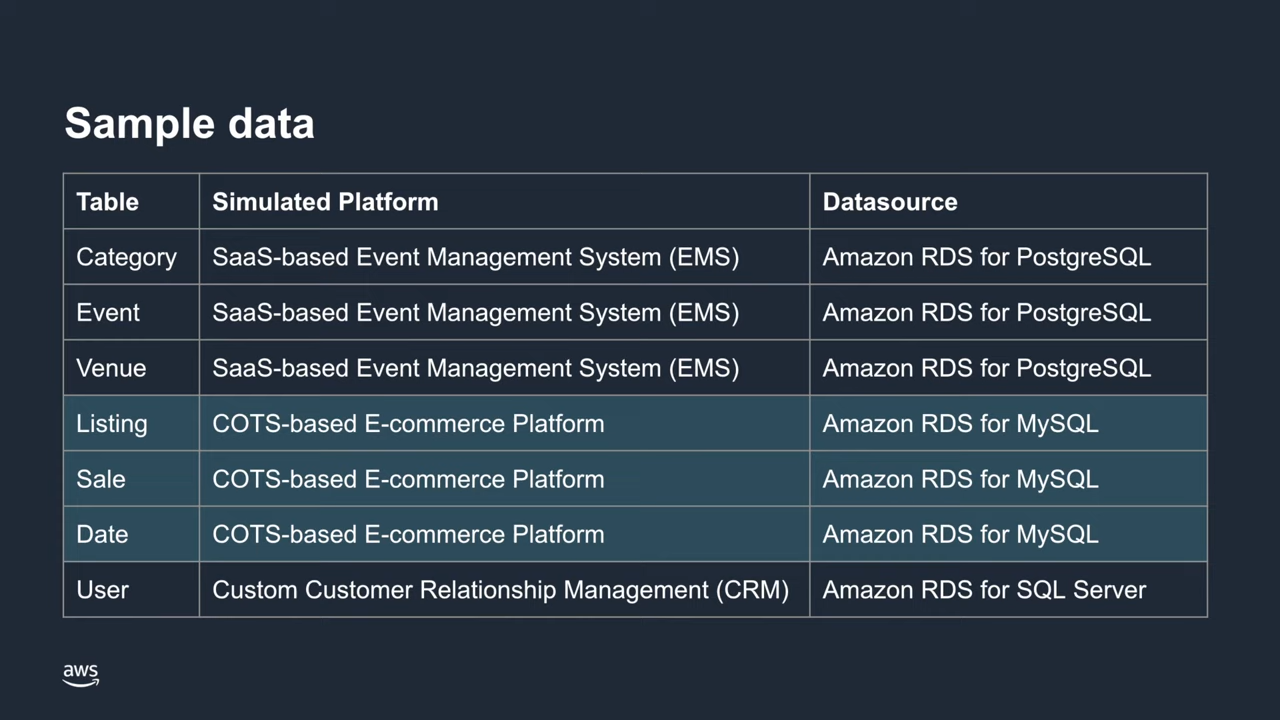 Sample data
Table Simulated Platform Datasource
Category SaaS-based Event Management System (EMS) Amazon RDS for PostgreSQL
Event SaaS-based Event Management System (EMS) Amazon RDS for PostgreSQL
Venue SaaS-based Event Management System (EMS) Amazon RDS for PostgreSQL
Listing COTS-based E-commerce Platform Amazon RDS for MySQL
Sale COTS-based E-commerce Platform Amazon RDS for MySQL
Date COTS-based E-commerce Platform Amazon RDS for MySQL
User Custom Customer Relationship Management (CRM) Amazon RDS for SQL Server
aws